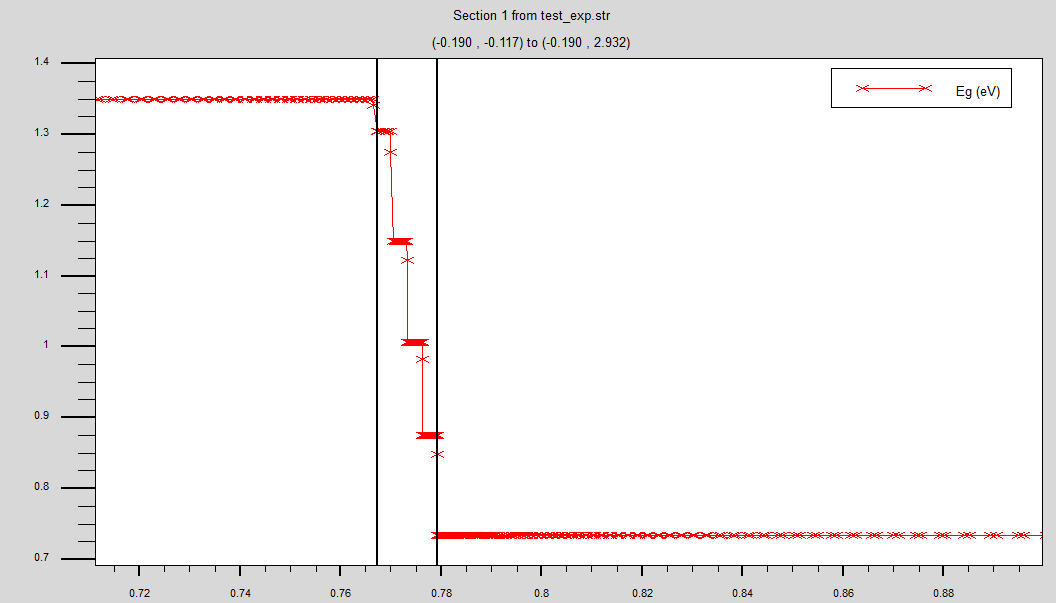 Section 1 from test_exp.str
(-0.190 , -0.117) to (-0.190 , 2.932)
Eg (eV)
1.4
1.3
1.2
1.1
1
0.9
0.8
0.7
0.72 0.74 0.76 0.78 0.8 0.82 0.84 0.86 0.88